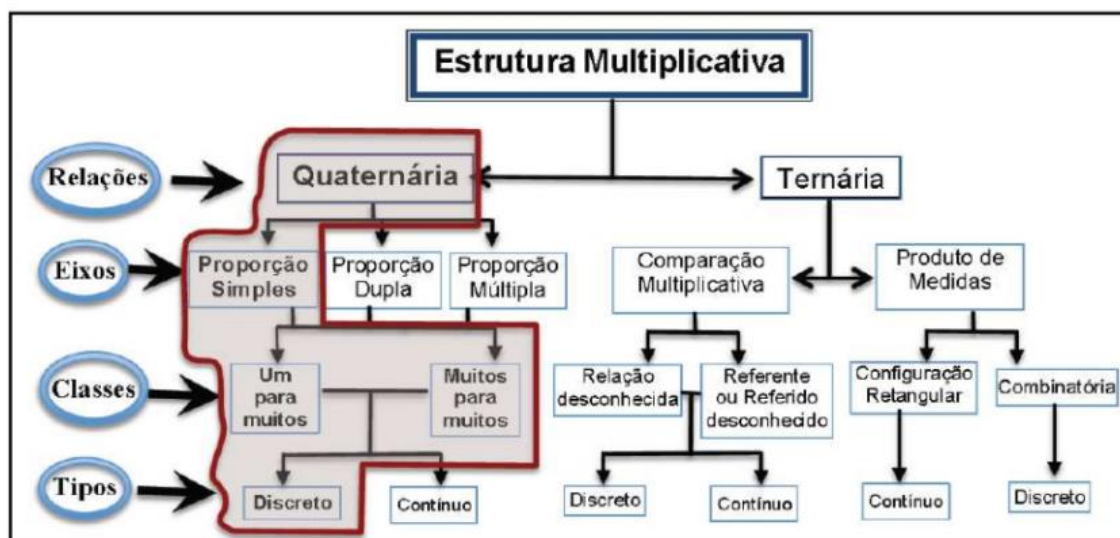 Estrutura Multiplicativa
Relações
Quaternária
Ternária
Eixos
Proporção
Simples
Proporção
Dupla
Proporção
Múltipla
Comparação
Multiplicativa
Produto de
Medidas
Classes
Um
para
muitos
Muitos
para
muitos
Relação
desconhecida
Referente
ou Referido
desconhecido
Configuração
Retangular
Combinatória
Tipos
Discreto
Contínuo
Discreto
Contínuo
Contínuo
Discreto